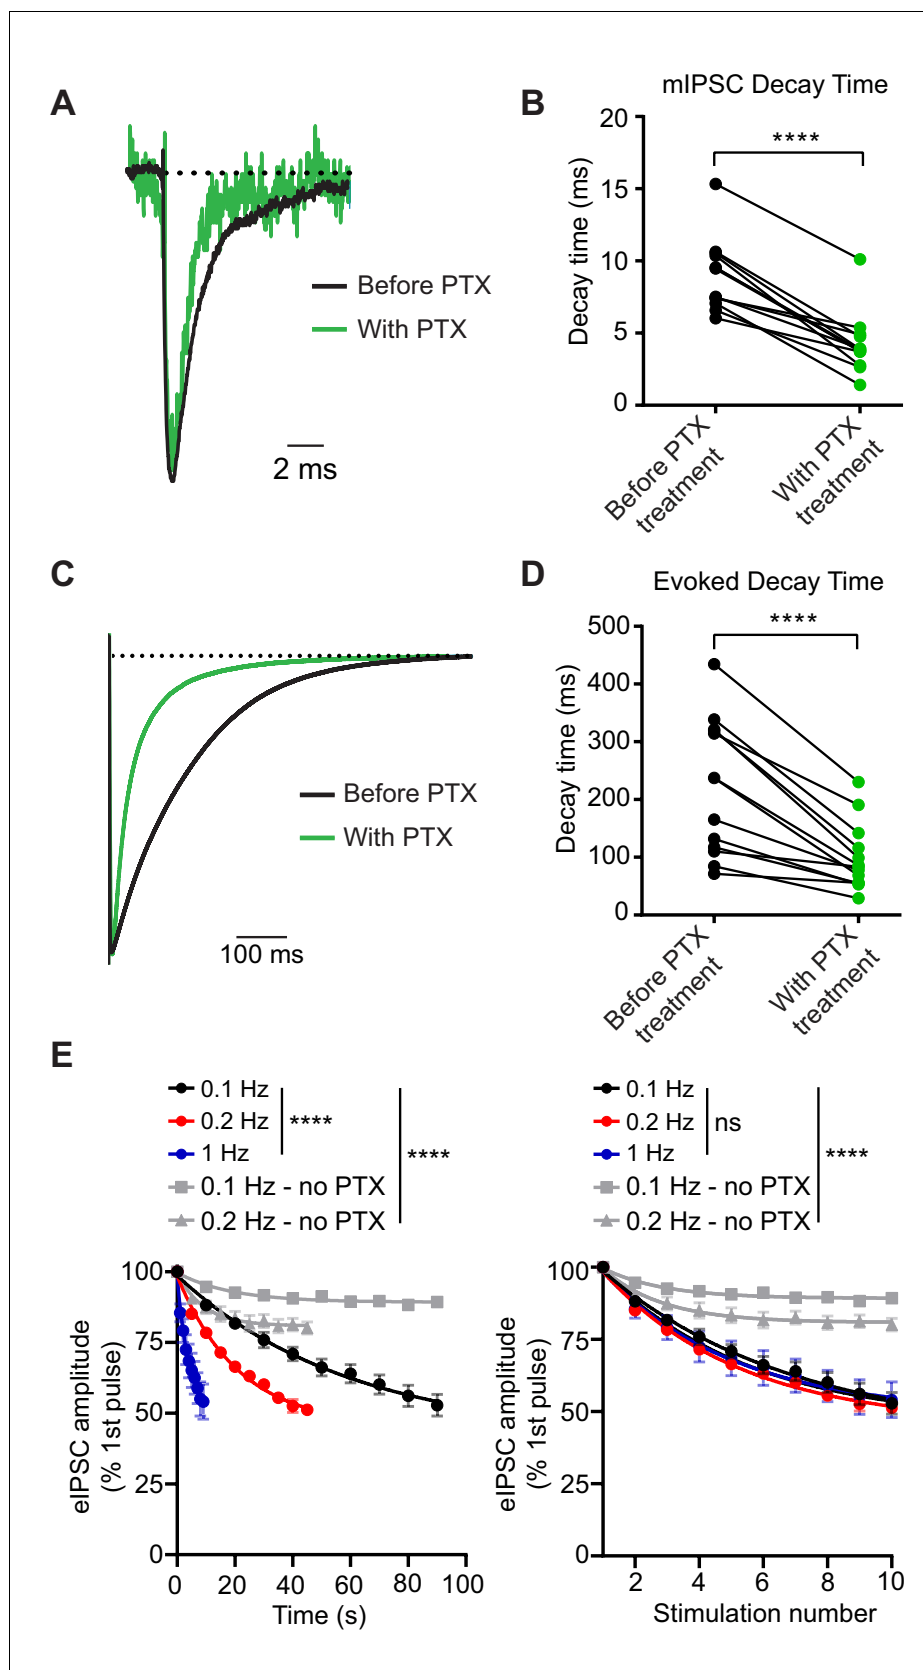 A
Before PTX
With PTX
2 ms
B
mIPSC Decay Time
****
20
15
10
5
0
Decay time (ms)
Before PTX
treatment
With PTX
treatment
C
Before PTX
With PTX
100 ms
D
Evoked Decay Time
****
500
400
300
200
100
0
Decay time (ms)
Before PTX
treatment
With PTX
treatment
E
0.1 Hz
0.2 Hz
1 Hz
0.1 Hz - no PTX
0.2 Hz - no PTX
****
****
100
75
50
25
0
eIPSC amplitude
(% 1st pulse)
0 20 40 60 80 100
Time (s)
0.1 Hz
0.2 Hz
1 Hz
0.1 Hz - no PTX
0.2 Hz - no PTX
ns
****
100
75
50
25
0
eIPSC amplitude
(% 1st pulse)
2 4 6 8 10
Stimulation number